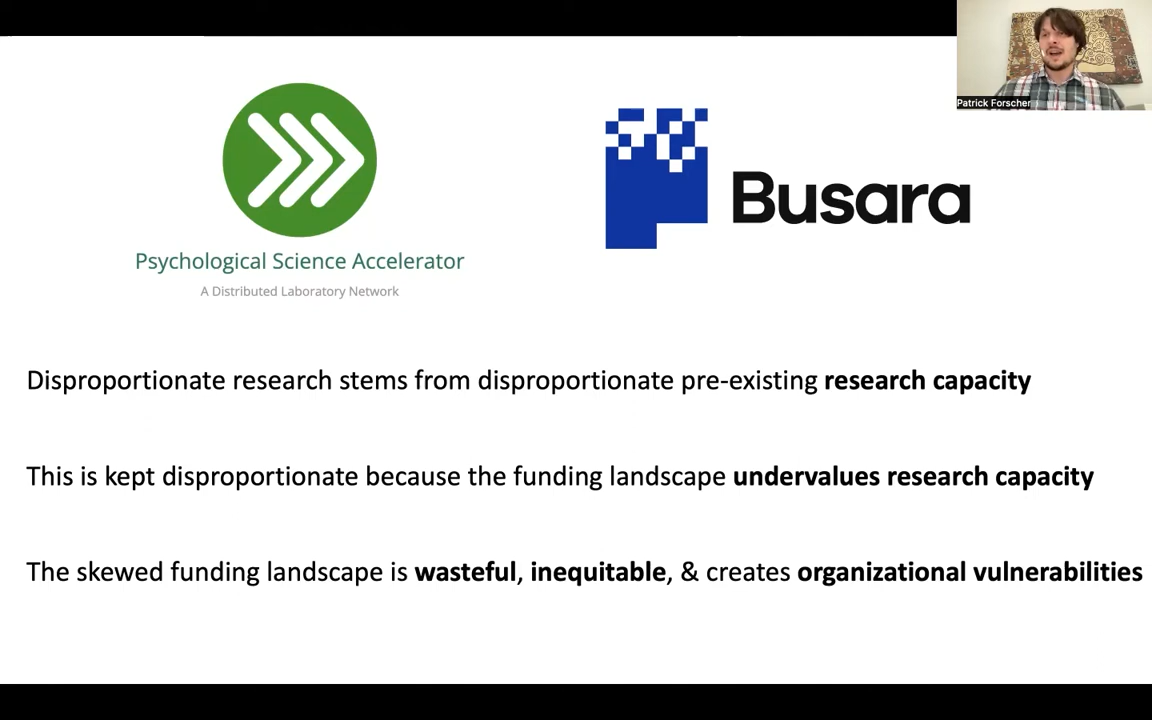 Patrick Forscher
Psychological Science Accelerator
A Distributed Laboratory Network
Busara
Disproportionate research stems from disproportionate pre-existing research capacity
This is kept disproportionate because the funding landscape undervalues research capacity
The skewed funding landscape is wasteful, inequitable, & creates organizational vulnerabilities